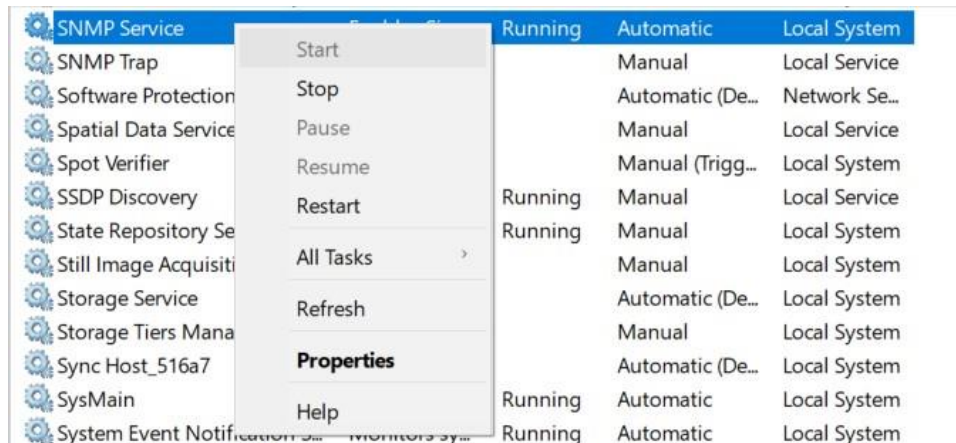 SNMP Service Running Automatic Local System
Start
SNMP Trap Manual Local Service
Stop
Software Protection Automatic (De... Network Se...
Pause
Spatial Data Service Manual Local Service
Resume
Spot Verifier Manual (Trigg... Local System
SSDP Discovery Running Manual Local Service
Restart
State Repository Se Running Manual Local System
All Tasks
Still Image Acquisiti Manual Local System
Storage Service Automatic (De... Local System
Refresh
Storage Tiers Mana Manual Local System
Properties
Sync Host_516a7 Automatic (De... Local System
SysMain Running Automatic Local System
Help
System Event Notification S... Monitors sy... Running Automatic Local System